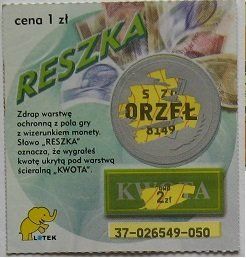 cena 1 zł
RESZKA
Zdrap warstwę
ochronną z pola gry
z wizerunkiem monety.
Słowo „RESZKA"
oznacza, że wygrałeś
kwotę ukrytą pod warstwą
ścieralną „KWOTA".
5 ZŁ
ORZEŁ
6149
KWOTA
2 zł
LOTEK
37-026549-050